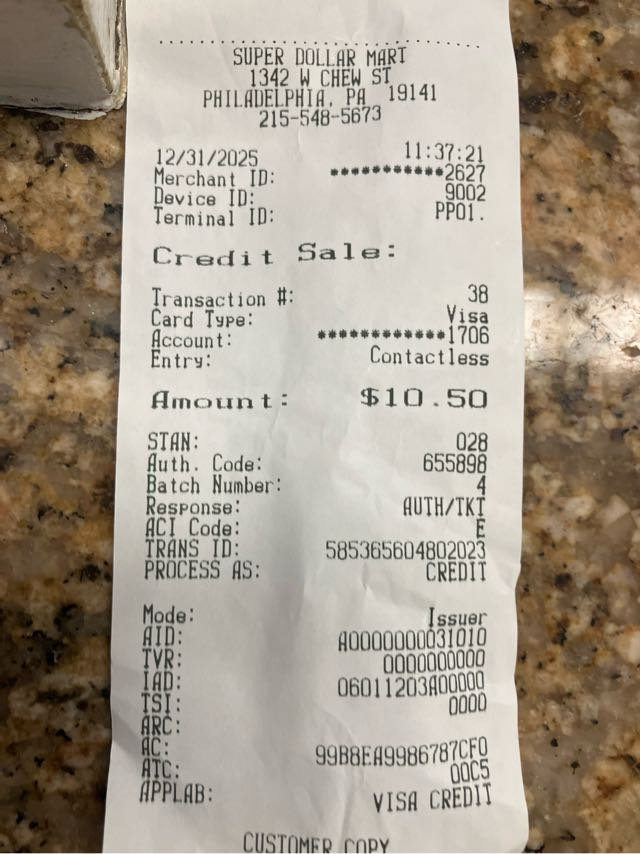 SUPER DOLLAR MART
1342 W CHEW ST
PHILADELPHIA, PA 19141
215-548-5673
12/31/2025 11:37:21
Merchant ID: **********2627
Device ID: 9002
Terminal ID: PP01.
Credit Sale:
Transaction #: 38
Card Type: Visa
Account: ***********1706
Entry: Contactless
Amount: $10.50
STAN: 028
Auth. Code: 655898
Batch Number: 4
Response: AUTH/TKT
ACI Code: E
TRANS ID: 585365604802023
PROCESS AS: CREDIT
Mode: Issuer
AID: A0000000031010
TVR: 0000000000
IAD: 06011203A00000
TSI: 0000
ARC:
AC: 99B8EA9986787CF0
ATC: 00C5
APPLAB: VISA CREDIT
CUSTOMER COPY